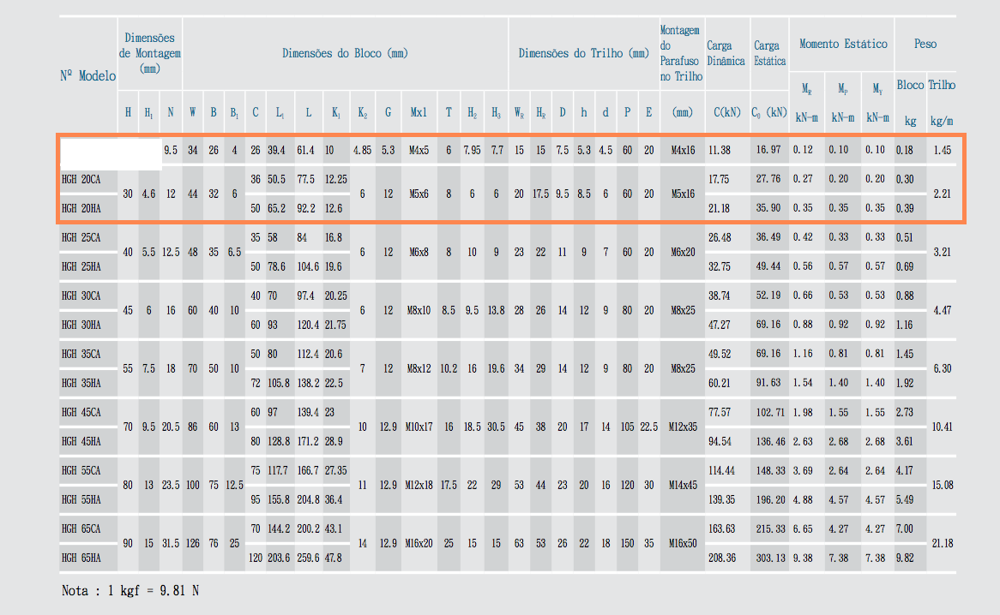 Nº Modelo
Dimensões de Montagem (mm)
Dimensões do Bloco (mm)
Dimensões do Trilho (mm)
Montagem do Parafuso no Trilho
Carga Dinâmica
Carga Estática
Momento Estático
Peso
H H1 N W B B1 C L1 L K1 K2 G Mxl T H2 H3 WR HR D h d P E (mm) C(kN) C0 (kN) MR kN-m MP kN-m MY kN-m Bloco kg Trilho kg/m
9.5 34 26 4 26 39.4 61.4 10 4.85 5.3 M4x5 6 7.95 7.7 15 15 7.5 5.3 4.5 60 20 M4x16 11.38 16.97 0.12 0.10 0.10 0.18 1.45
HGH 20CA 36 50.5 77.5 12.25 17.75 27.76 0.27 0.20 0.20 0.30
30 4.6 12 44 32 6 6 12 M5x6 8 6 6 20 17.5 9.5 8.5 6 60 20 M5x16 2.21
HGH 20HA 50 65.2 92.2 12.6 21.18 35.90 0.35 0.35 0.35 0.39
HGH 25CA 35 58 84 16.8 26.48 36.49 0.42 0.33 0.33 0.51
40 5.5 12.5 48 35 6.5 6 12 M6x8 8 10 9 23 22 11 9 7 60 20 M6x20 3.21
HGH 25HA 50 78.6 104.6 19.6 32.75 49.44 0.56 0.57 0.57 0.69
HGH 30CA 40 70 97.4 20.25 38.74 52.19 0.66 0.53 0.53 0.88
45 6 16 60 40 10 6 12 M8x10 8.5 9.5 13.8 28 26 14 12 9 80 20 M8x25 4.47
HGH 30HA 60 93 120.4 21.75 47.27 69.16 0.88 0.92 0.92 1.16
HGH 35CA 50 80 112.4 20.6 49.52 69.16 1.16 0.81 0.81 1.45
55 7.5 18 70 50 10 7 12 M8x12 10.2 16 19.6 34 29 14 12 9 80 20 M8x25 6.30
HGH 35HA 72 105.8 138.2 22.5 60.21 91.63 1.54 1.40 1.40 1.92
HGH 45CA 60 97 139.4 23 77.57 102.71 1.98 1.55 1.55 2.73
70 9.5 20.5 86 60 13 10 12.9 M10x17 16 18.5 30.5 45 38 20 17 14 105 22.5 M12x35 10.41
HGH 45HA 80 128.8 171.2 28.9 94.54 136.46 2.63 2.68 2.68 3.61
HGH 55CA 75 117.7 166.7 27.35 114.44 148.33 3.69 2.64 2.64 4.17
80 13 23.5 100 75 12.5 11 12.9 M12x18 17.5 22 29 53 44 23 20 16 120 30 M14x45 15.08
HGH 55HA 95 155.8 204.8 36.4 139.35 196.20 4.88 4.57 4.57 5.49
HGH 65CA 70 144.2 200.2 43.1 163.63 215.33 6.65 4.27 4.27 7.00
90 15 31.5 126 76 25 14 12.9 M16x20 25 15 15 63 53 26 22 18 150 35 M16x50 21.18
HGH 65HA 120 203.6 259.6 47.8 208.36 303.13 9.38 7.38 7.38 9.82
Nota : 1 kgf = 9.81 N